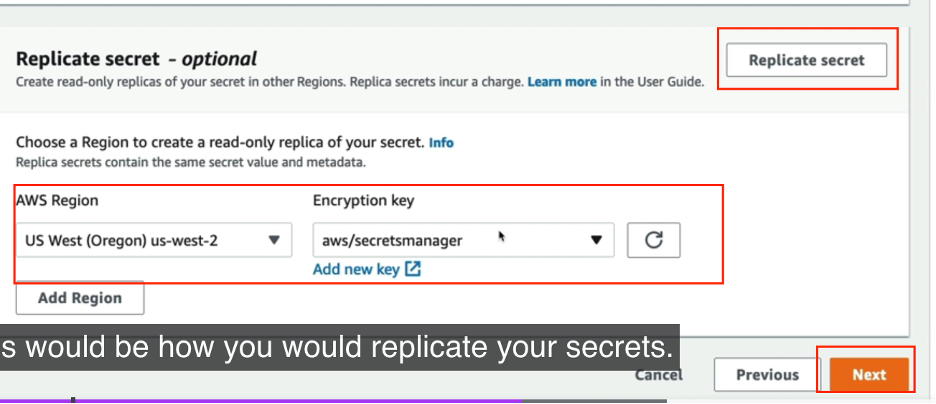 Replicate secret - optional
Replicate secret
Create read-only replicas of your secret in other Regions. Replica secrets incur a charge. Learn more in the User Guide.
Choose a Region to create a read-only replica of your secret. Info
Replica secrets contain the same secret value and metadata.
AWS Region
Encryption key
US West (Oregon) us-west-2
aws/secretsmanager
Add new key
Add Region
s would be how you would replicate your secrets.
Cancel
Previous
Next